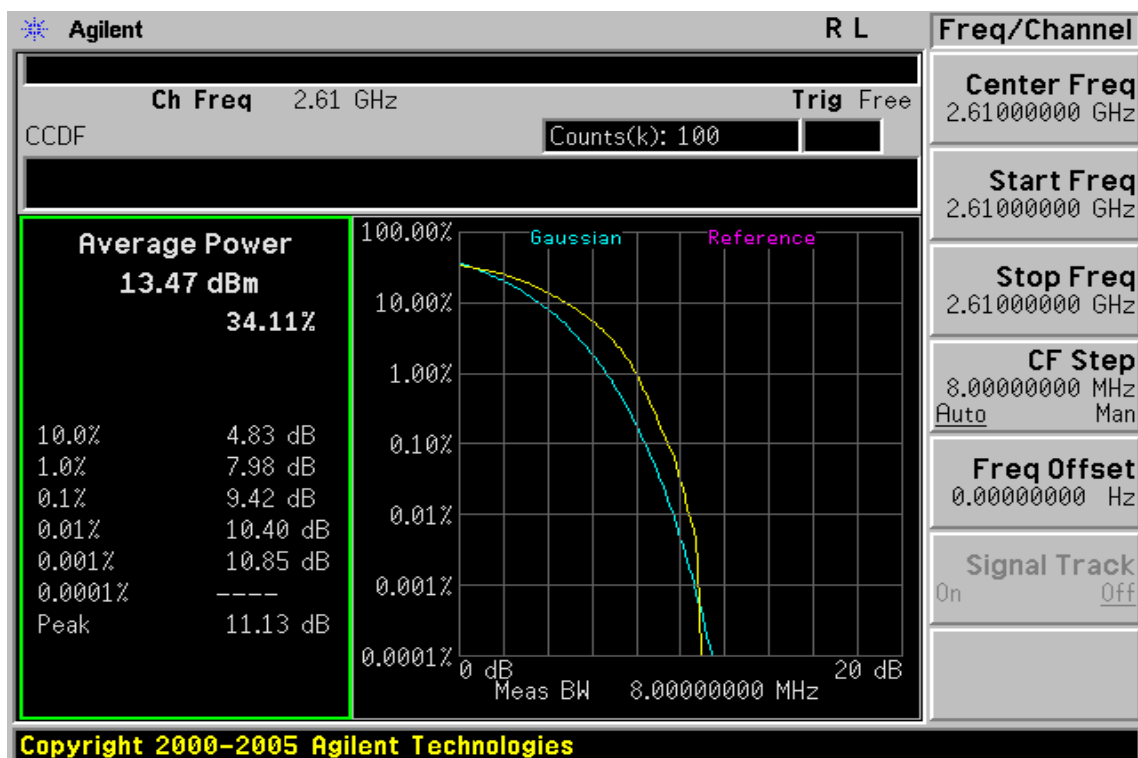 Agilent
R L
Freq/Channel
Ch Freq 2.61 GHz
Trig Free
CCDF
Counts(k): 100
Average Power
13.47 dBm
34.11%
10.0% 4.83 dB
1.0% 7.98 dB
0.1% 9.42 dB
0.01% 10.40 dB
0.001% 10.85 dB
0.0001% ----
Peak 11.13 dB
Gaussian
Reference
100.00%
10.00%
1.00%
0.10%
0.01%
0.001%
0.0001%
0 dB
20 dB
Meas BW 8.00000000 MHz
Center Freq
2.61000000 GHz
Start Freq
2.61000000 GHz
Stop Freq
2.61000000 GHz
CF Step
8.00000000 MHz
Auto Man
Freq Offset
0.00000000 Hz
Signal Track
On Off
Copyright 2000-2005 Agilent Technologies